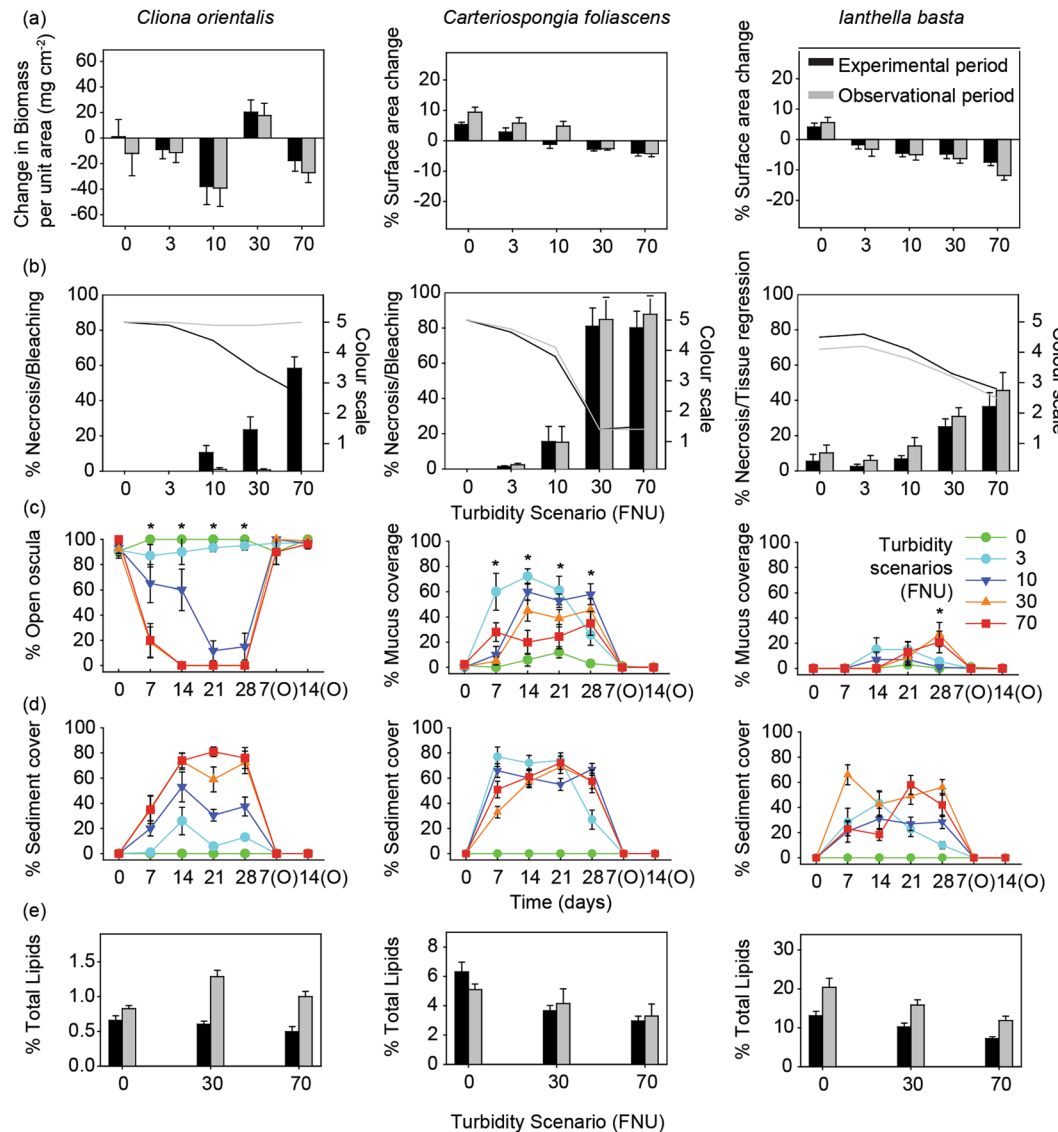 (a)
Cliona orientalis
Carteriospongia foliascens
Ianthella basta
Change in Biomass
per unit area (mg cm⁻²)
60
40
20
0
-20
-40
-60
0 3 10 30 70
% Surface area change
20
10
0
-10
-20
0 3 10 30 70
% Surface area change
20
10
0
-10
-20
0 3 10 30 70
Experimental period
Observational period
(b)
% Necrosis/Bleaching
100
80
60
40
20
0
0 3 10 30 70
5
4
3
2
1
Colour scale
% Necrosis/Bleaching
100
80
60
40
20
0
0 3 10 30 70
5
4
3
2
1
Colour scale
Turbidity Scenario (FNU)
% Necrosis/Tissue regression
100
80
60
40
20
0
0 3 10 30 70
5
4
3
2
1
Colour scale
(c)
% Open oscula
100
80
60
40
20
0
* * * *
0 7 14 21 28 7(O) 14(O)
% Mucus coverage
100
80
60
40
20
0
* * * *
0 7 14 21 28 7(O) 14(O)
% Mucus coverage
100
80
60
40
20
0
*
0 7 14 21 28 7(O) 14(O)
Turbidity
scenarios
(FNU)
0
3
10
30
70
(d)
% Sediment cover
100
80
60
40
20
0
0 7 14 21 28 7(O) 14(O)
% Sediment cover
100
80
60
40
20
0
0 7 14 21 28 7(O) 14(O)
Time (days)
% Sediment cover
100
80
60
40
20
0
0 7 14 21 28 7(O) 14(O)
(e)
% Total Lipids
1.5
1.0
0.5
0.0
0 30 70
% Total Lipids
8
6
4
2
0
0 30 70
Turbidity Scenario (FNU)
% Total Lipids
30
20
10
0
0 30 70